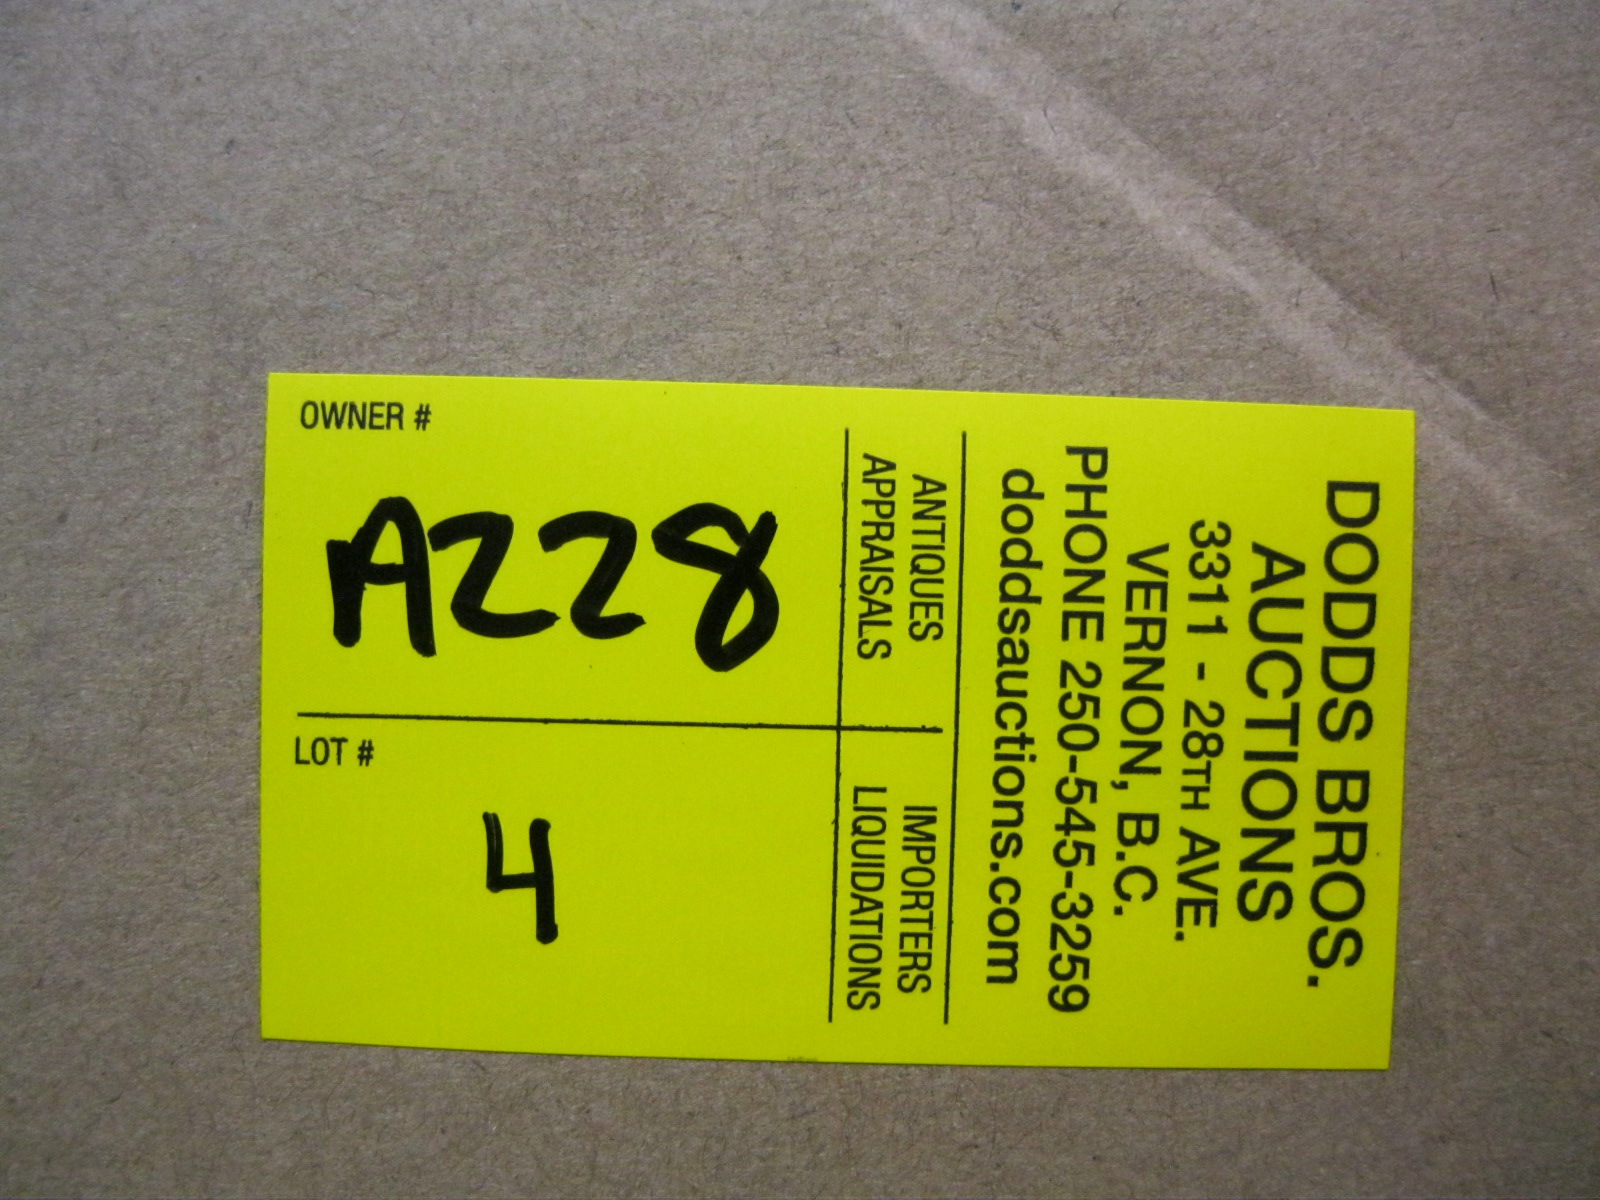 DODDS BROS.
AUCTIONS
3311 - 28TH AVE.
VERNON, B.C.
PHONE 250-545-3259
doddsauctions.com
ANTIQUES
APPRAISALS
IMPORTERS
LIQUIDATIONS
OWNER #
A228
LOT #
4